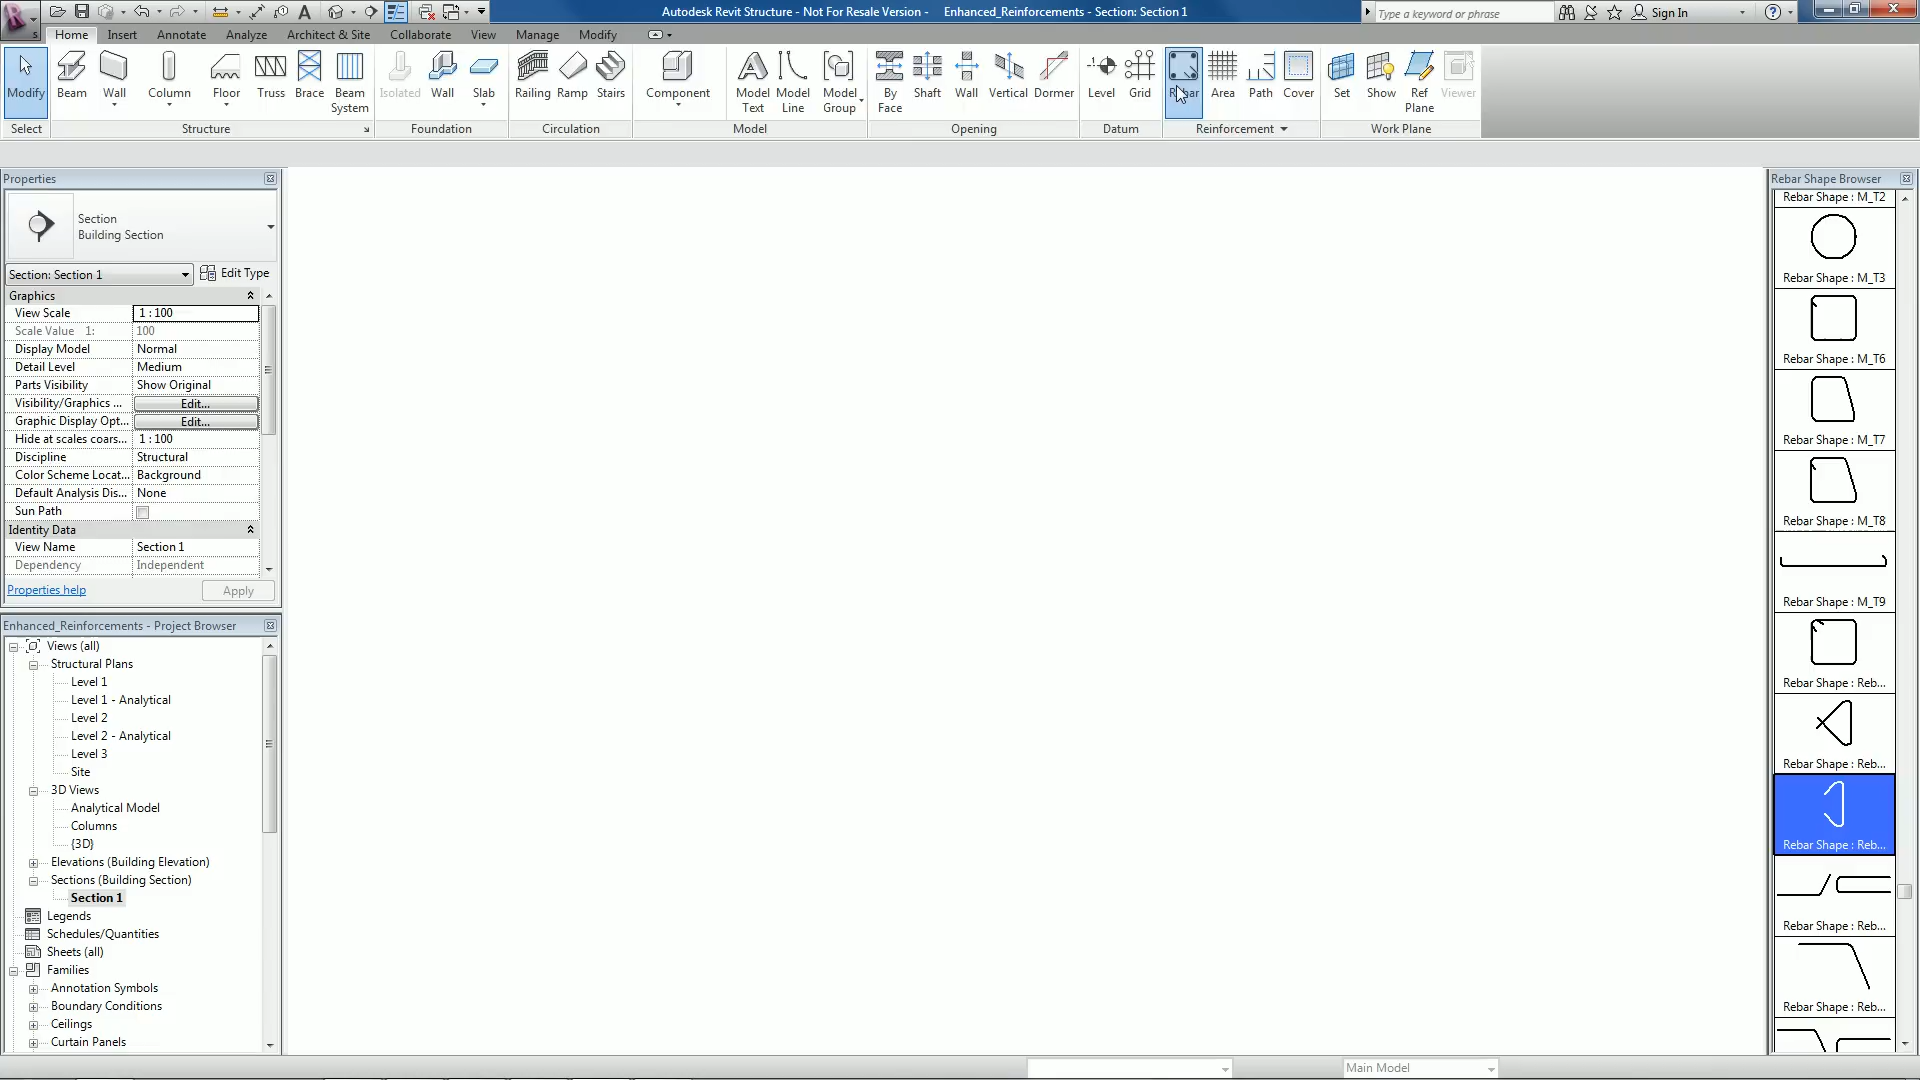 Autodesk Revit Structure - Not For Resale Version - Enhanced_Reinforcements - Section: Section 1
Type a keyword or phrase
Sign In
Home Insert Annotate Analyze Architect & Site Collaborate View Manage Modify
Modify
Beam Wall Column Floor Truss Brace Beam System
Isolated Wall Slab
Railing Ramp Stairs
Component Model Text Model Line Model Group
By Face Shaft Wall Vertical Dormer
Level Grid
Rebar Area Path Cover
Set Show Ref Plane Viewer
Select Structure Foundation Circulation Model Opening Datum Reinforcement Work Plane
Properties
Section
Building Section
Section: Section 1 Edit Type
Graphics
View Scale 1 : 100
Scale Value 1: 100
Display Model Normal
Detail Level Medium
Parts Visibility Show Original
Visibility/Graphics ... Edit...
Graphic Display Opt... Edit...
Hide at scales coars... 1 : 100
Discipline Structural
Color Scheme Locat... Background
Default Analysis Dis... None
Sun Path
Identity Data
View Name Section 1
Dependency Independent
Properties help Apply
Enhanced_Reinforcements - Project Browser
Views (all)
Structural Plans
Level 1
Level 1 - Analytical
Level 2
Level 2 - Analytical
Level 3
Site
3D Views
Analytical Model
Columns
{3D}
Elevations (Building Elevation)
Sections (Building Section)
Section 1
Legends
Schedules/Quantities
Sheets (all)
Families
Annotation Symbols
Boundary Conditions
Ceilings
Curtain Panels
Rebar Shape Browser
Rebar Shape : M_T2
Rebar Shape : M_T3
Rebar Shape : M_T6
Rebar Shape : M_T7
Rebar Shape : M_T8
Rebar Shape : M_T9
Rebar Shape : Reb...
Rebar Shape : Reb...
Rebar Shape : Reb...
Rebar Shape : Reb...
Rebar Shape : Reb...
Main Model